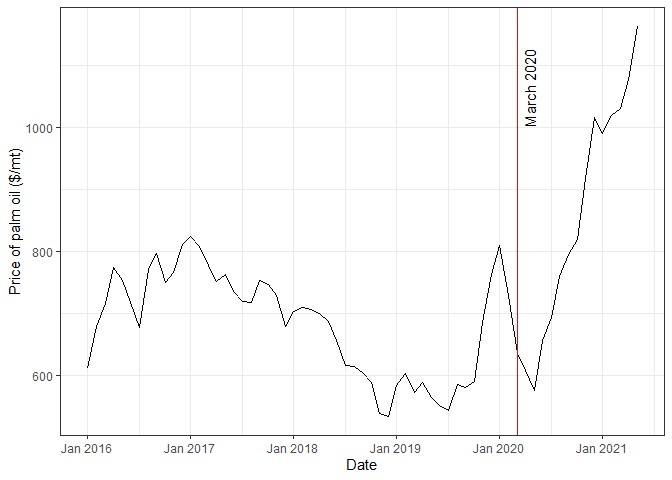 March 2020
Price of palm oil ($/mt)
1000
800
600
Jan 2016 Jan 2017 Jan 2018 Jan 2019 Jan 2020 Jan 2021
Date